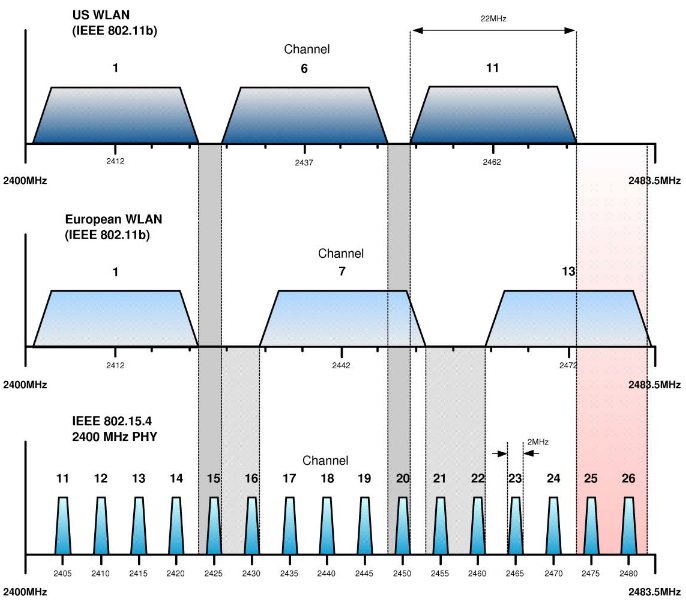 US WLAN
(IEEE 802.11b)
22MHz
Channel
1 6 11
2412 2437 2462
2400MHz 2483.5MHz
European WLAN
(IEEE 802.11b)
Channel
1 7 13
2412 2442 2472
2400MHz 2483.5MHz
IEEE 802.15.4
2400 MHz PHY
2MHz
Channel
11 12 13 14 15 16 17 18 19 20 21 22 23 24 25 26
2405 2410 2415 2420 2425 2430 2435 2440 2445 2450 2455 2460 2465 2470 2475 2480
2400MHz 2483.5MHz